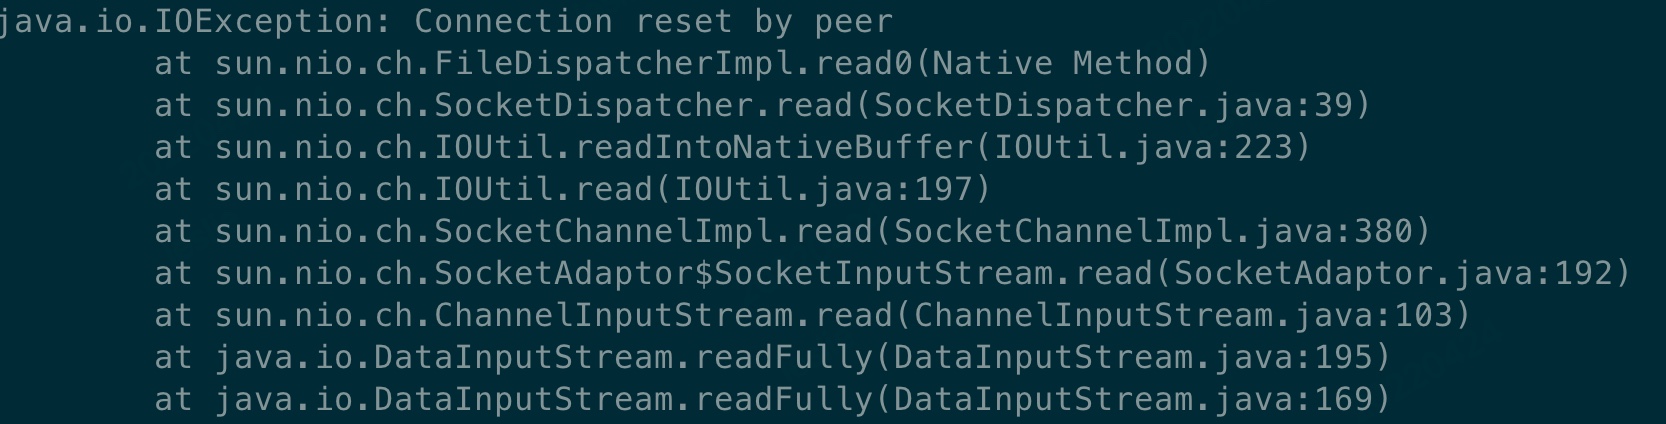 java.io.IOException: Connection reset by peer
at sun.nio.ch.FileDispatcherImpl.read0(Native Method)
at sun.nio.ch.SocketDispatcher.read(SocketDispatcher.java:39)
at sun.nio.ch.IOUtil.readIntoNativeBuffer(IOUtil.java:223)
at sun.nio.ch.IOUtil.read(IOUtil.java:197)
at sun.nio.ch.SocketChannelImpl.read(SocketChannelImpl.java:380)
at sun.nio.ch.SocketAdaptor$SocketInputStream.read(SocketAdaptor.java:192)
at sun.nio.ch.ChannelInputStream.read(ChannelInputStream.java:103)
at java.io.DataInputStream.readFully(DataInputStream.java:195)
at java.io.DataInputStream.readFully(DataInputStream.java:169)